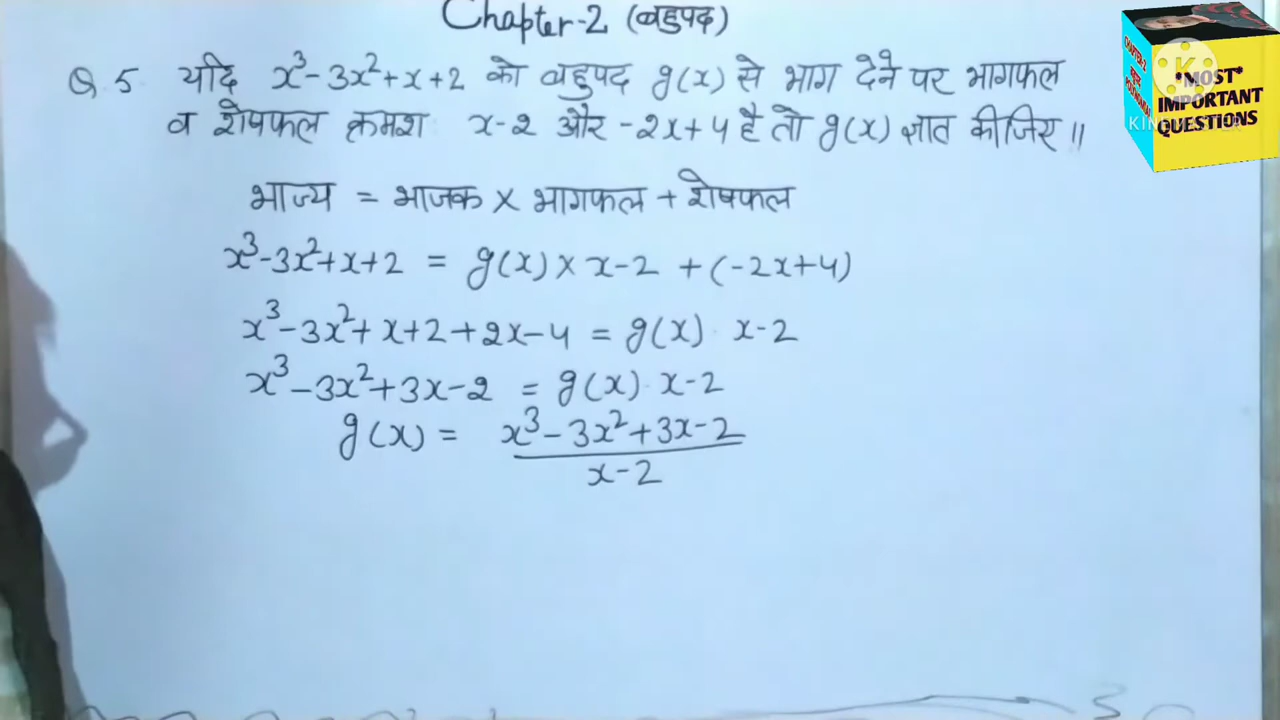 Chapter-2 (बहुपद)
Q.5. यदि x³-3x²+x+2 को बहुपद g(x) से भाग देने पर भागफल
व शेषफल क्रमश x-2 और -2x+4 है तो g(x) ज्ञात कीजिए ॥
भाज्य = भाजक × भागफल + शेषफल
x³-3x²+x+2 = g(x) × x-2 + (-2x+4)
x³-3x²+x+2+2x-4 = g(x) · x-2
x³-3x²+3x-2 = g(x) · x-2
g(x) = x³-3x²+3x-2
x-2
"MOST"
IMPORTANT
QUESTIONS
CHAPTER-2
K